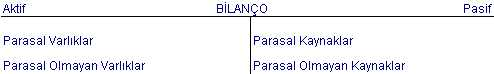 Aktif BİLANÇO Pasif
Parasal Varlıklar Parasal Kaynaklar
Parasal Olmayan Varlıklar Parasal Olmayan Kaynaklar